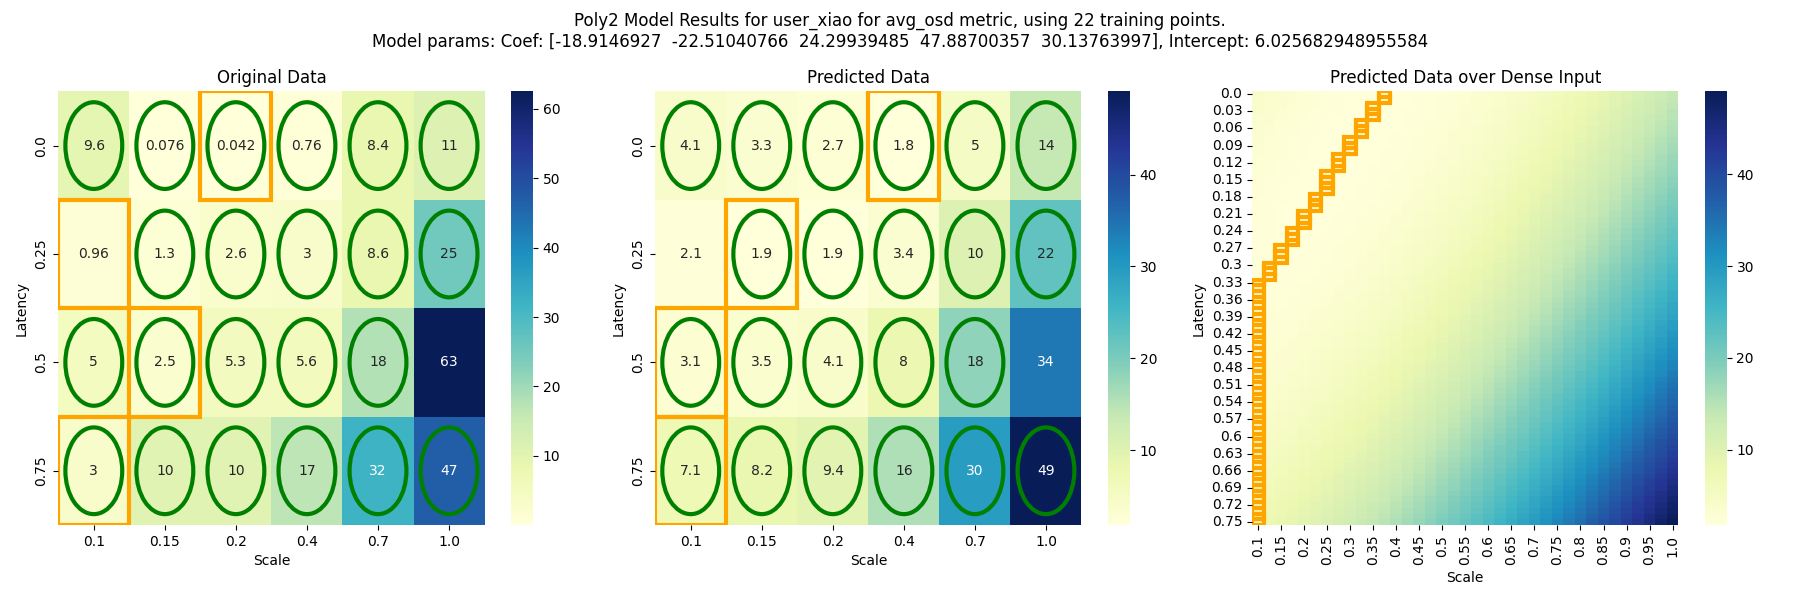 Poly2 Model Results for user_xiao for avg_osd metric, using 22 training points.
Model params: Coef: [-18.9146927  -22.51040766  24.29939485  47.88700357  30.13763997], Intercept: 6.025682948955584
Original Data
Latency
0.0
9.6 0.076 0.042 0.76 8.4 11
0.25
0.96 1.3 2.6 3 8.6 25
0.5
5 2.5 5.3 5.6 18 63
0.75
3 10 10 17 32 47
0.1 0.15 0.2 0.4 0.7 1.0
Scale
60
50
40
30
20
10
Predicted Data
Latency
0.0
4.1 3.3 2.7 1.8 5 14
0.25
2.1 1.9 1.9 3.4 10 22
0.5
3.1 3.5 4.1 8 18 34
0.75
7.1 8.2 9.4 16 30 49
0.1 0.15 0.2 0.4 0.7 1.0
Scale
40
30
20
10
Predicted Data over Dense Input
Latency
0.0
0.03
0.06
0.09
0.12
0.15
0.18
0.21
0.24
0.27
0.3
0.33
0.36
0.39
0.42
0.45
0.48
0.51
0.54
0.57
0.6
0.63
0.66
0.69
0.72
0.75
0.1 0.15 0.2 0.25 0.3 0.35 0.4 0.45 0.5 0.55 0.6 0.65 0.7 0.75 0.8 0.85 0.9 0.95 1.0
Scale
40
30
20
10